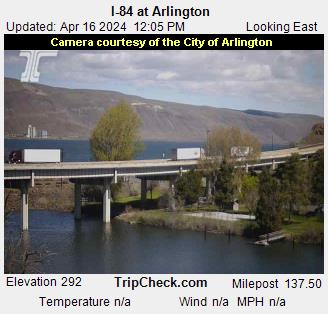 I-84 at Arlington
Updated: Apr 16 2024 12:05 PM Looking East
Camera courtesy of the City of Arlington
Elevation 292 TripCheck.com Milepost 137.50
Temperature n/a Wind n/a MPH n/a